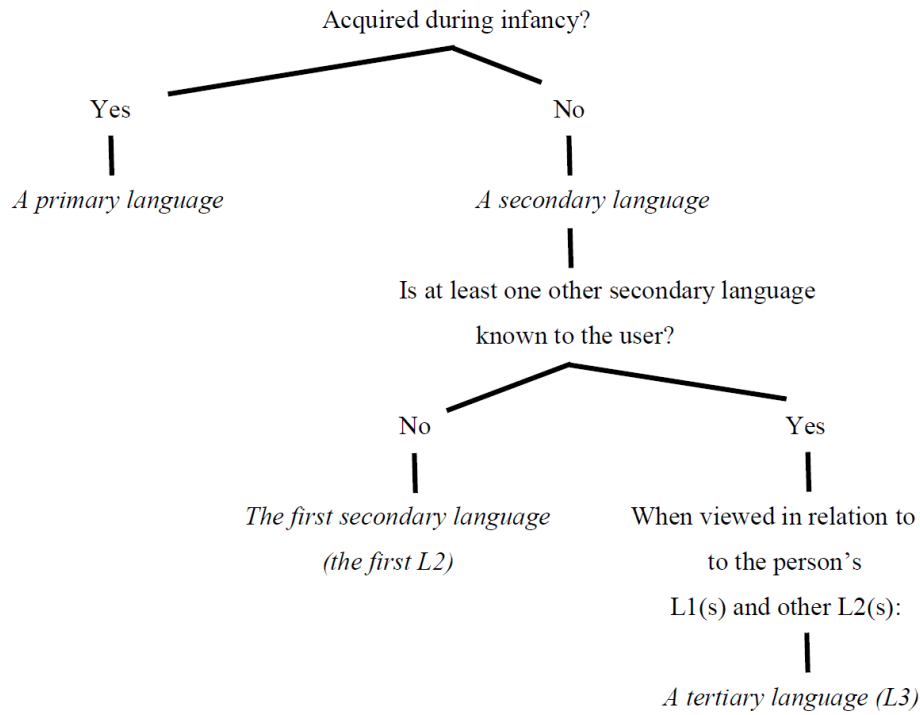 Acquired during infancy?
Yes
No
A primary language
A secondary language
Is at least one other secondary language
known to the user?
No
Yes
The first secondary language
(the first L2)
When viewed in relation to
to the person's
L1(s) and other L2(s):
A tertiary language (L3)